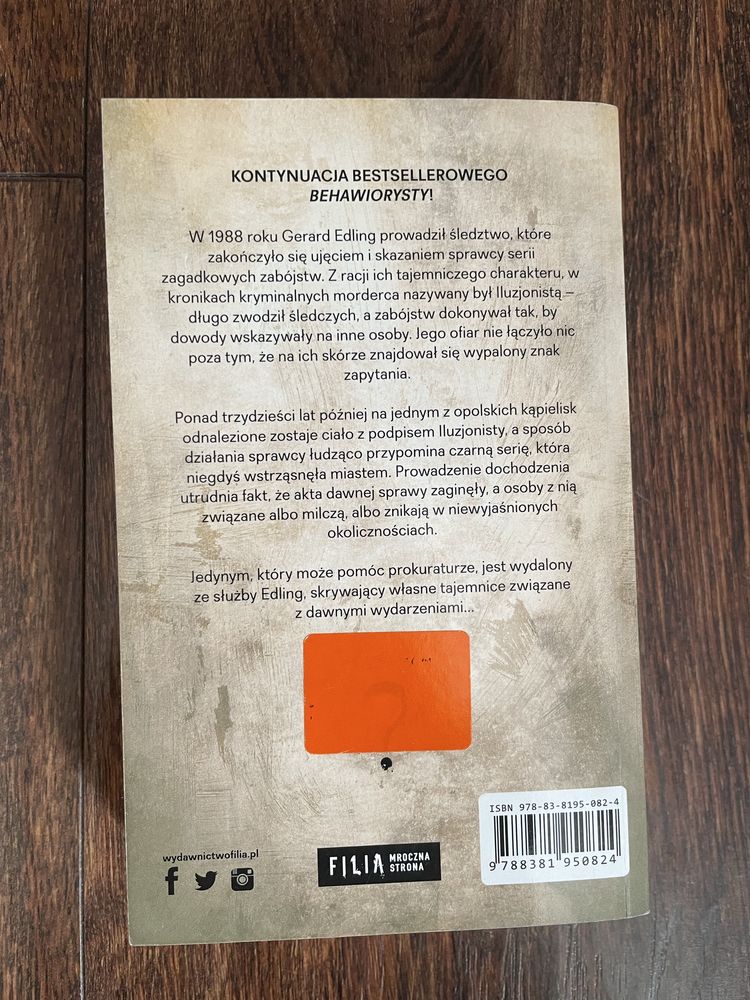 KONTYNUACJA BESTSELLEROWEGO
BEHAWIORYSTY!
W 1988 roku Gerard Edling prowadził śledztwo, które
zakończyło się ujęciem i skazaniem sprawcy serii
zagadkowych zabójstw. Z racji ich tajemniczego charakteru, w
kronikach kryminalnych morderca nazywany był Iluzjonistą –
długo zwodził śledczych, a zabójstw dokonywał tak, by
dowody wskazywały na inne osoby. Jego ofiar nie łączyło nic
poza tym, że na ich skórze znajdował się wypalony znak
zapytania.
Ponad trzydzieści lat później na jednym z opolskich kąpielisk
odnalezione zostaje ciało z podpisem Iluzjonisty, a sposób
działania sprawcy łudząco przypomina czarną serię, która
niegdyś wstrząsnęła miastem. Prowadzenie dochodzenia
utrudnia fakt, że akta dawnej sprawy zaginęły, a osoby z nią
związane albo milczą, albo znikają w niewyjaśnionych
okolicznościach.
Jedynym, który może pomóc prokuraturze, jest wydalony
ze służby Edling, skrywający własne tajemnice związane
z dawnymi wydarzeniami...
?
ISBN 978-83-8195-082-4
9 788381 950824
wydawnictwofilia.pl
FILIA MROCZNA
STRONA